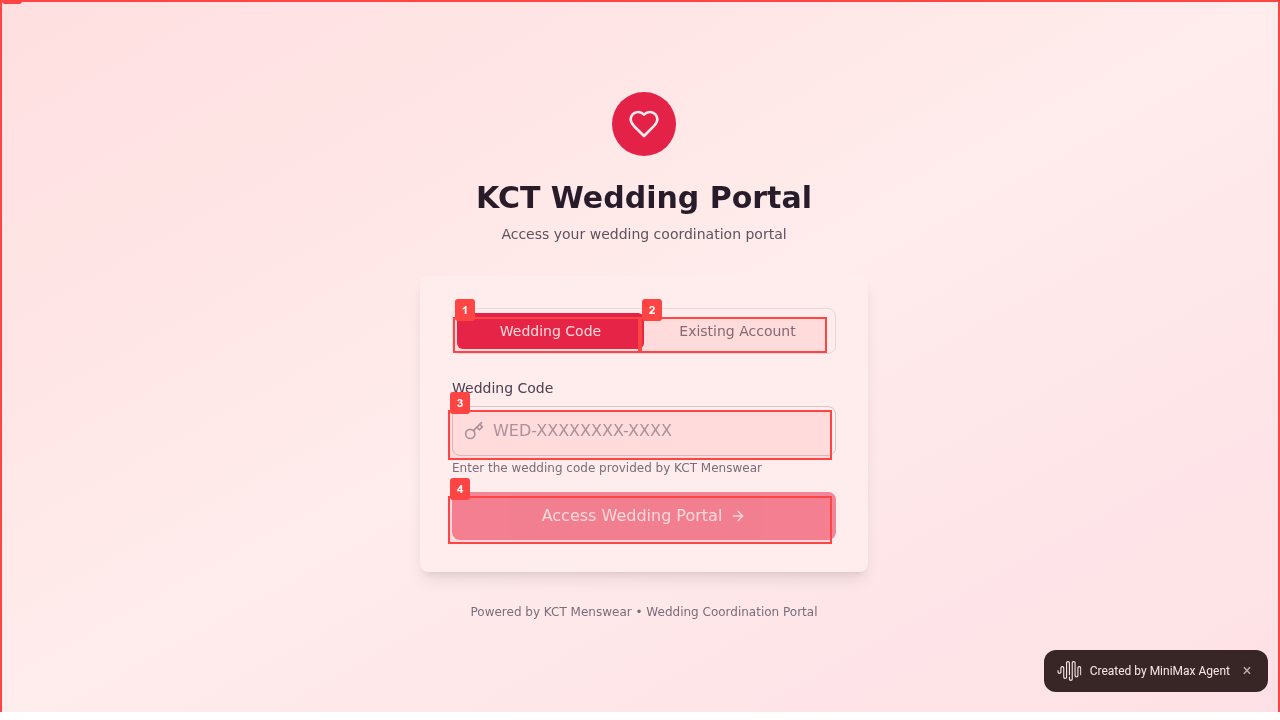 KCT Wedding Portal
Access your wedding coordination portal
1
2
Wedding Code
Existing Account
Wedding Code
3
WED-XXXXXXXX-XXXX
Enter the wedding code provided by KCT Menswear
4
Access Wedding Portal →
Powered by KCT Menswear • Wedding Coordination Portal
Created by MiniMax Agent ×